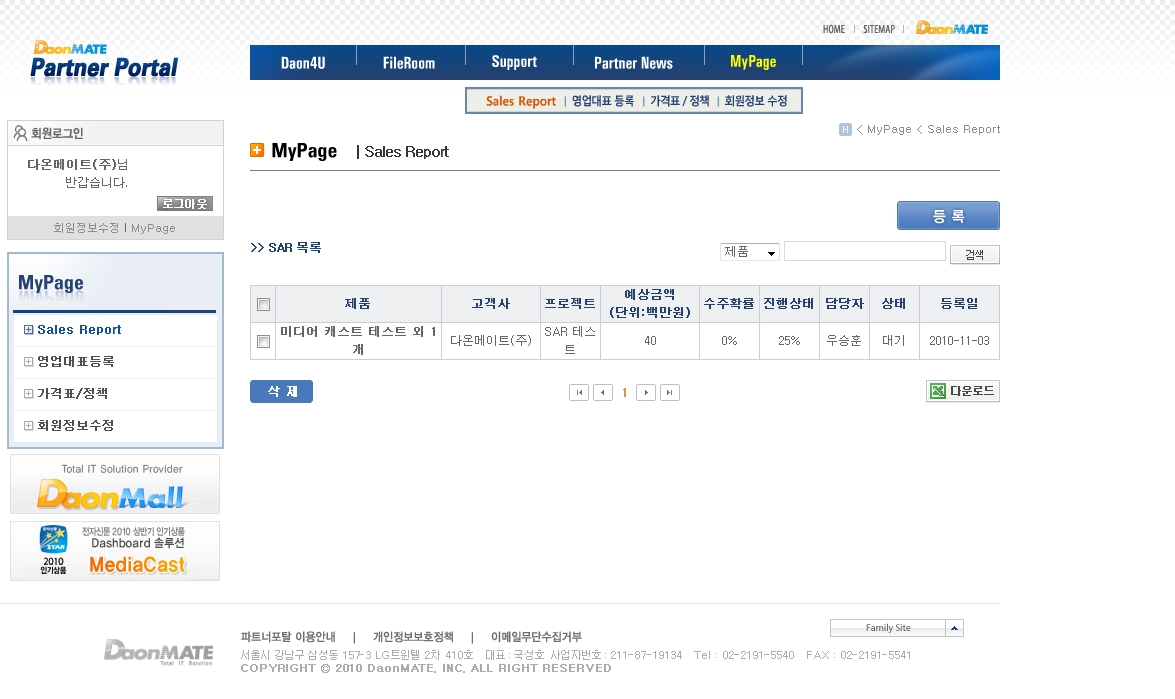 HOME | SITEMAP | DaonMATE
DaonMATE
Partner Portal
Daon4U FileRoom Support Partner News MyPage
Sales Report | 영업대표 등록 | 가격표 / 정책 | 회원정보 수정
H < MyPage < Sales Report
회원로그인
다온메이트(주)님
반갑습니다.
로그아웃
회원정보수정 | MyPage
MyPage
Sales Report
영업대표등록
가격표/정책
회원정보수정
Total IT Solution Provider
DaonMall
전자신문 2010 상반기 인기상품
Dashboard 솔루션
MediaCast
전자신문
STAR
2010
인기상품
MyPage | Sales Report
등 록
>> SAR 목록
제품
검색
제품 고객사 프로젝트 예상금액 (단위:백만원) 수주확률 진행상태 담당자 상태 등록일
미디어 캐스트 테스트 외 1개 다온메이트(주) SAR 테스트 40 0% 25% 우승훈 대기 2010-11-03
삭 제
1
다운로드
DaonMATE
Total IT Solution
파트너포탈 이용안내 | 개인정보보호정책 | 이메일무단수집거부
Family Site
서울시 강남구 삼성동 157-3 LG트윈텔 2차 410호 대표 : 국성호 사업자번호 : 211-87-19134 Tel : 02-2191-5540 FAX : 02-2191-5541
COPYRIGHT © 2010 DaonMATE, INC. ALL RIGHT RESERVED